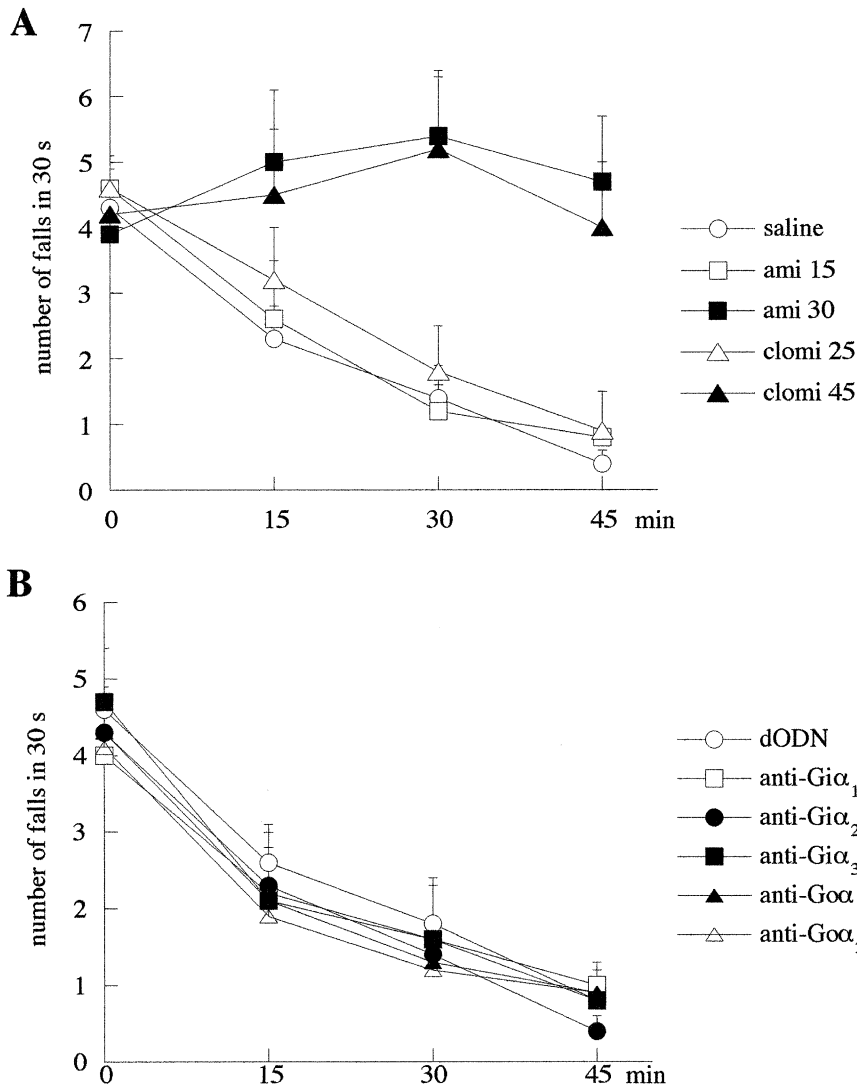 A
7
6
5
4
3
2
1
0
number of falls in 30 s
0 15 30 45 min
saline
ami 15
ami 30
clomi 25
clomi 45
B
6
5
4
3
2
1
0
number of falls in 30 s
0 15 30 45 min
dODN
anti-Giα1
anti-Giα2
anti-Giα3
anti-Goα
anti-Goα